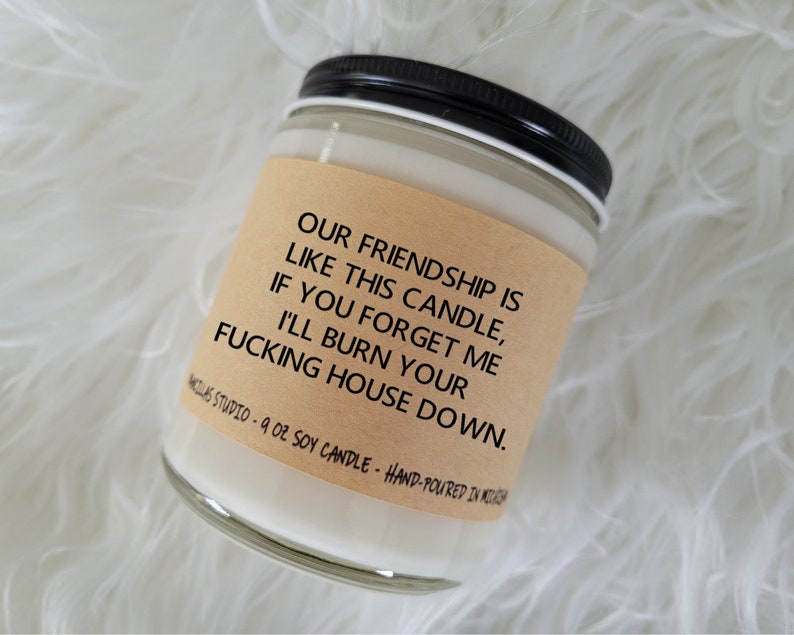 OUR FRIENDSHIP IS
LIKE THIS CANDLE,
IF YOU FORGET ME
I'LL BURN YOUR
FUCKING HOUSE DOWN.
STUDIO - 9 OZ SOY CANDLE - HAND-POURED IN